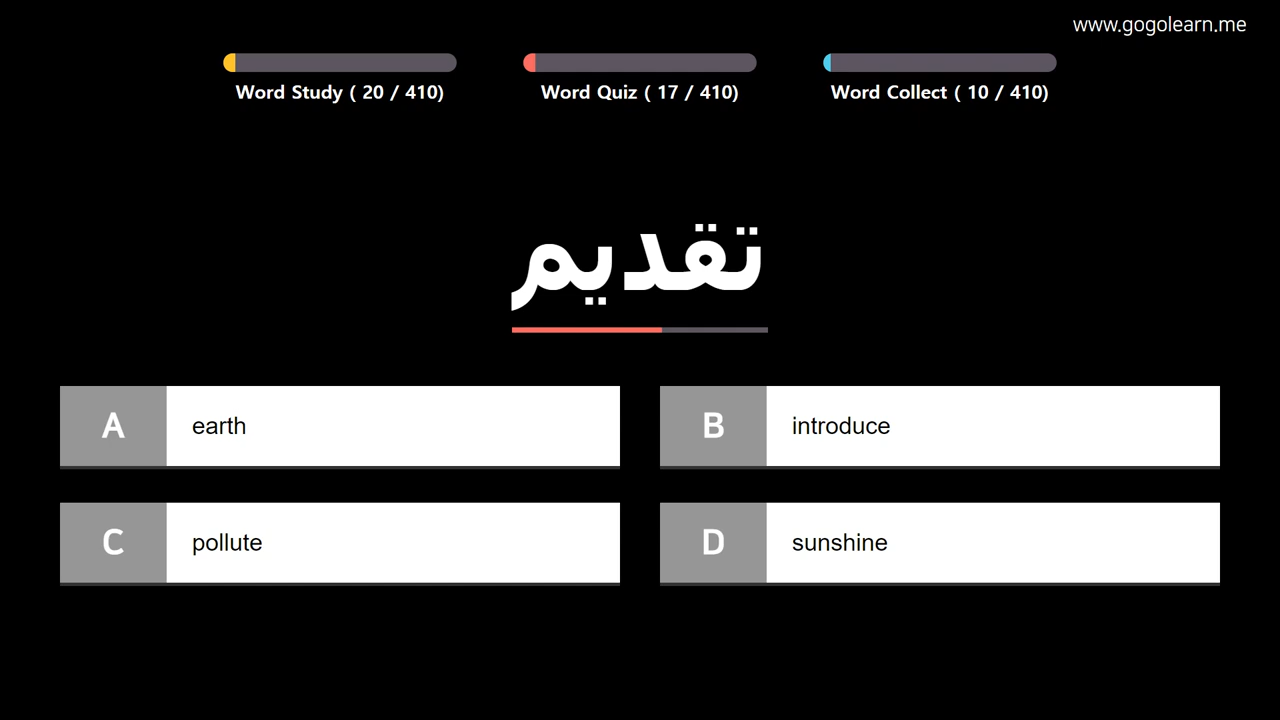 www.gogolearn.me
Word Study ( 20 / 410)
Word Quiz ( 17 / 410)
Word Collect ( 10 / 410)
تقديم
A earth
B introduce
C pollute
D sunshine